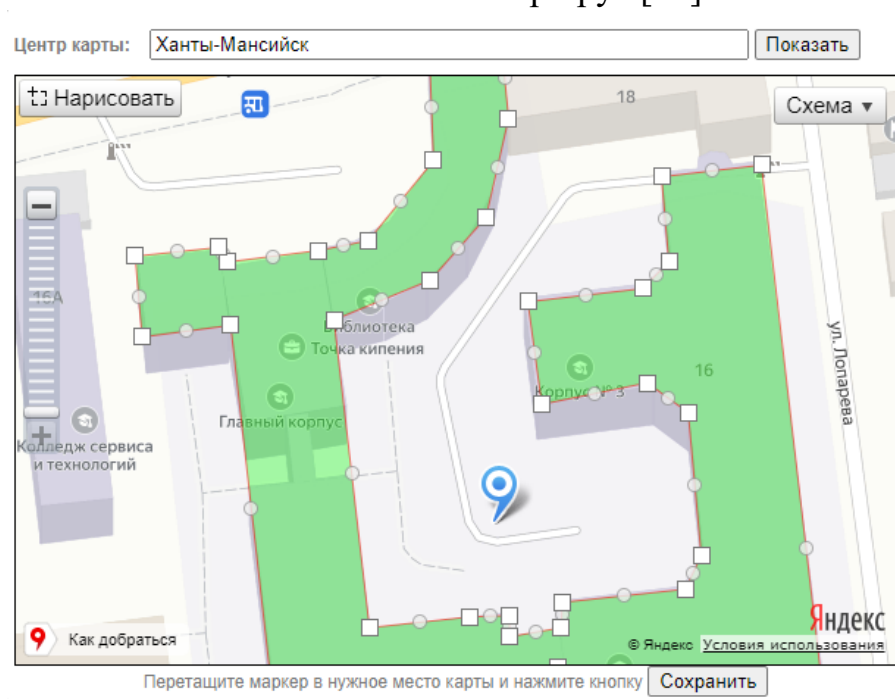 Центр карты: Ханты-Мансийск Показать
Нарисовать
18
Схема ▾
16А
Библиотека
Точка кипения
Корпус № 3
16
ул. Лопарева
Главный корпус
Колледж сервиса
и технологий
Яндекс
Как добраться
© Яндекс Условия использования
Перетащите маркер в нужное место карты и нажмите кнопку Сохранить